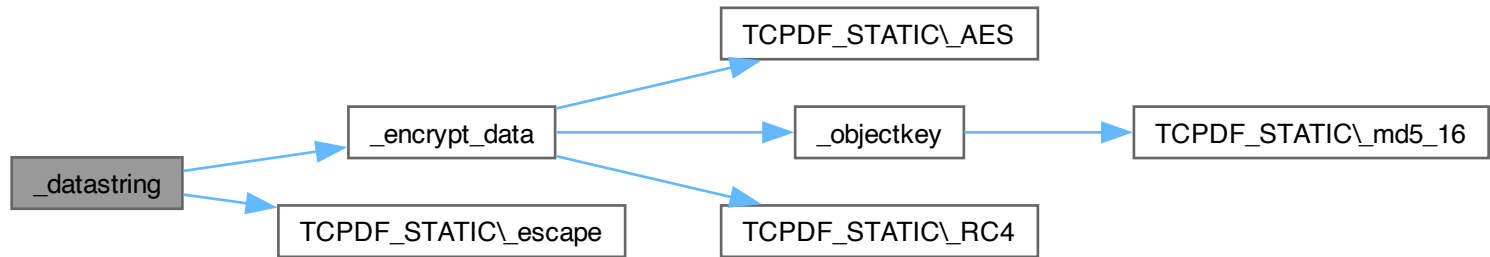 TCPDF_STATIC\_AES
_encrypt_data
_objectkey
TCPDF_STATIC\_md5_16
_datastring
TCPDF_STATIC\_escape
TCPDF_STATIC\_RC4